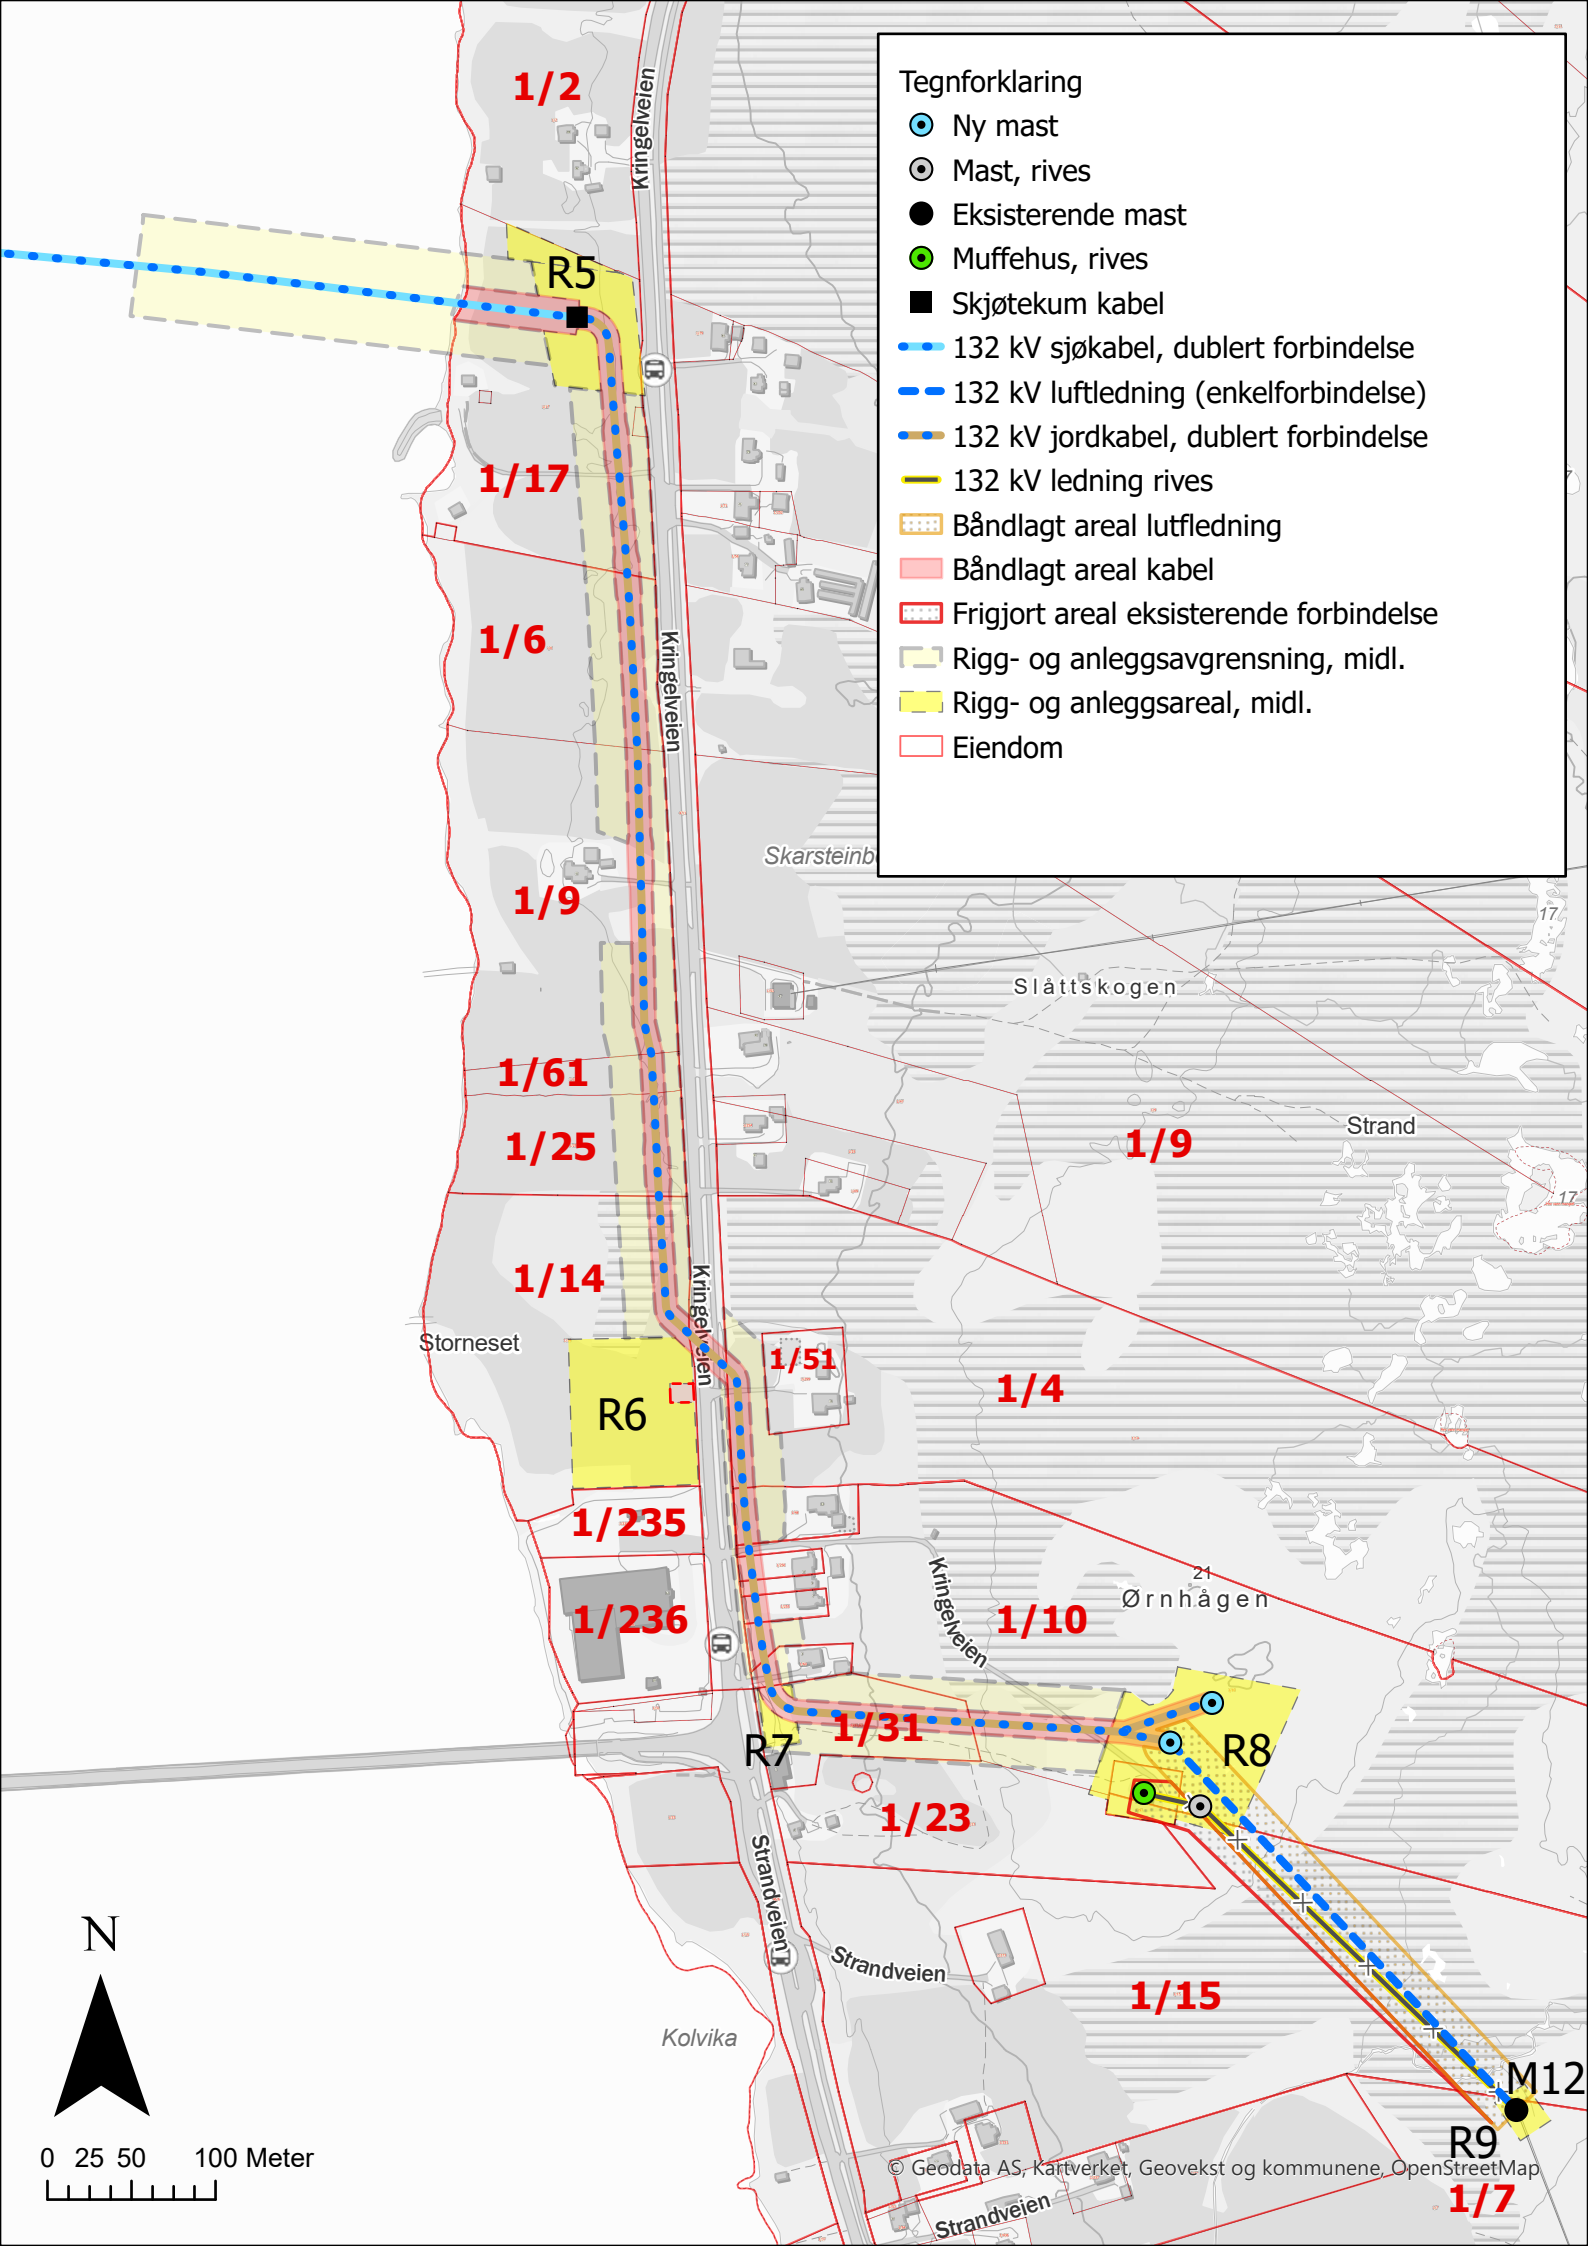 1/2
Kringelveien
Tegnforklaring
Ny mast
Mast, rives
Eksisterende mast
Muffehus, rives
Skjøtekum kabel
132 kV sjøkabel, dublert forbindelse
132 kV luftledning (enkelforbindelse)
132 kV jordkabel, dublert forbindelse
132 kV ledning rives
Båndlagt areal lutfledning
Båndlagt areal kabel
Frigjort areal eksisterende forbindelse
Rigg- og anleggsavgrensning, midl.
Rigg- og anleggsareal, midl.
Eiendom
R5
1/17
1/6
Kringelveien
Skarsteinb
1/9
17
Slåttskogen
1/61
1/25
Strand
1/9
17
1/14
Kringelveien
Storneset
1/51
1/4
R6
1/235
21
Ørnhågen
Kringelveien
1/236
1/10
1/31
R7
R8
1/23
Strandveien
Strandveien
N
1/15
Kolvika
M12
R9
0 25 50 100 Meter
© Geodata AS, Kartverket, Geovekst og kommunene, OpenStreetMap
1/7
Strandveien